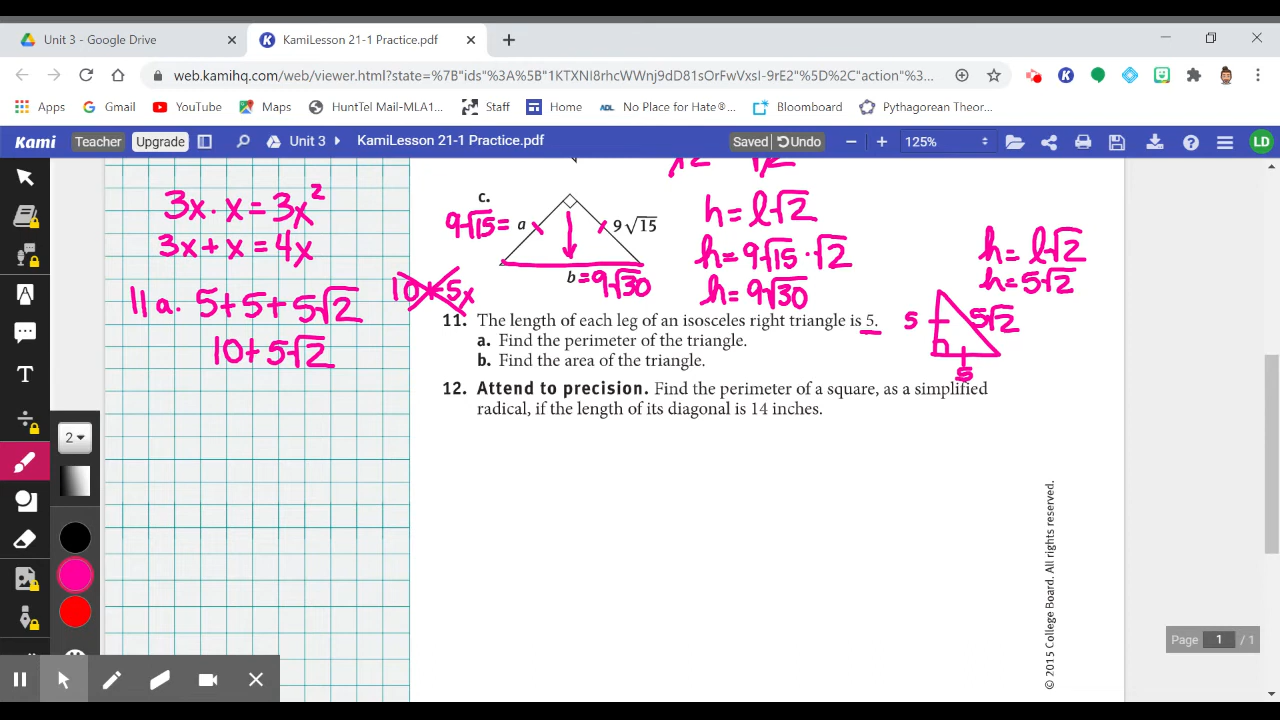 Unit 3 - Google Drive
KamiLesson 21-1 Practice.pdf
web.kamihq.com/web/viewer.html?state=%7B"ids"%3A%5B"1KTXNI8rhcWWnj9dD81sOrFwVxsI-9rE2"%5D%2C"action"%3...
Apps
Gmail
YouTube
Maps
HuntTel Mail-MLA1...
Staff
Home
ADL
No Place for Hate®...
Bloomboard
Pythagorean Theor...
Kami
Teacher
Upgrade
Unit 3
KamiLesson 21-1 Practice.pdf
Saved
Undo
125%
LD
3x · x = 3x²
3x + x = 4x
11 a. 5 + 5 + 5√2
10 + 5√2
10 + 5x
c.
9√15 = a
9√15
b = 9√30
h = l√2
h = 9√15 · √2
h = 9√30
h = l√2
h = 5√2
5
5√2
5
11. The length of each leg of an isosceles right triangle is 5.
a. Find the perimeter of the triangle.
b. Find the area of the triangle.
12. Attend to precision. Find the perimeter of a square, as a simplified
radical, if the length of its diagonal is 14 inches.
© 2015 College Board. All rights reserved.
2
T
A
Page 1 / 1